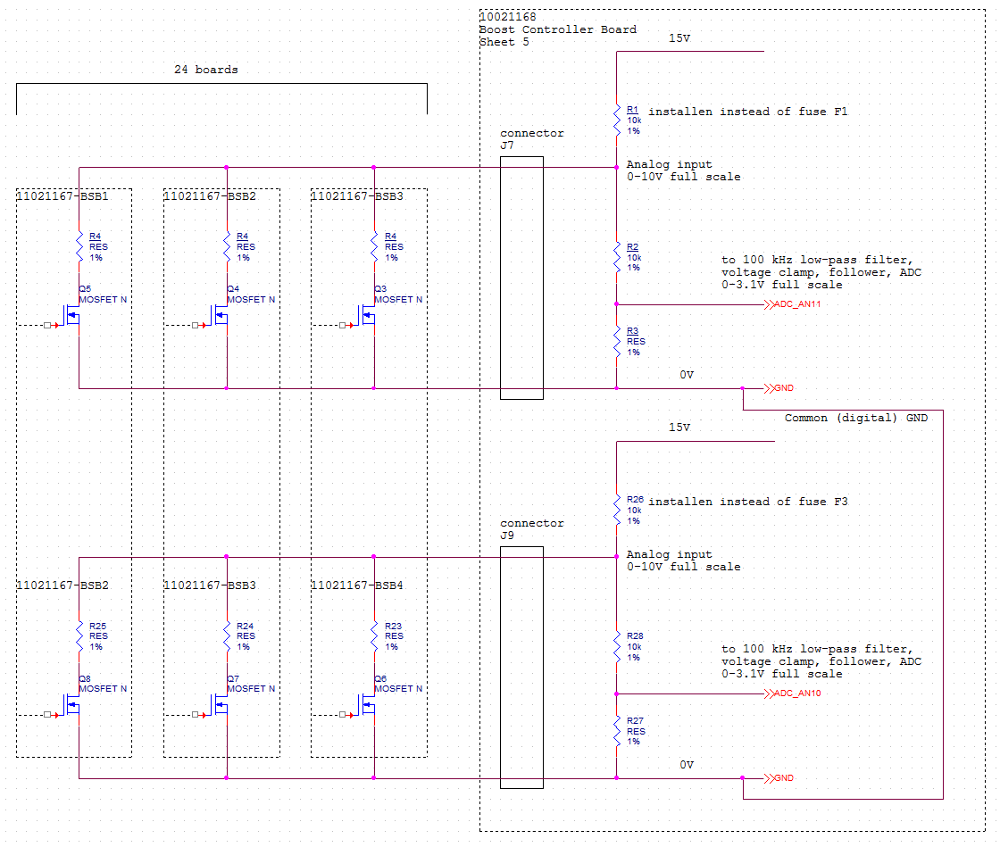 10021168
Boost Controller Board
Sheet 5
15V
24 boards
R1
10k
1%
installen instead of fuse F1
connector
J7
Analog input
0-10V full scale
11021167-BSB1
11021167-BSB2
11021167-BSB3
R4
RES
1%
R4
RES
1%
R4
RES
1%
R2
10k
1%
to 100 kHz low-pass filter,
voltage clamp, follower, ADC
0-3.1V full scale
Q5
MOSFET N
Q4
MOSFET N
Q3
MOSFET N
ADC_AN11
R3
RES
1%
0V
GND
Common (digital) GND
15V
R26
10k
1%
installen instead of fuse F3
connector
J9
Analog input
0-10V full scale
11021167-BSB2
11021167-BSB3
11021167-BSB4
R25
RES
1%
R24
RES
1%
R23
RES
1%
R28
10k
1%
to 100 kHz low-pass filter,
voltage clamp, follower, ADC
0-3.1V full scale
Q8
MOSFET N
Q7
MOSFET N
Q6
MOSFET N
ADC_AN10
R27
RES
1%
0V
GND